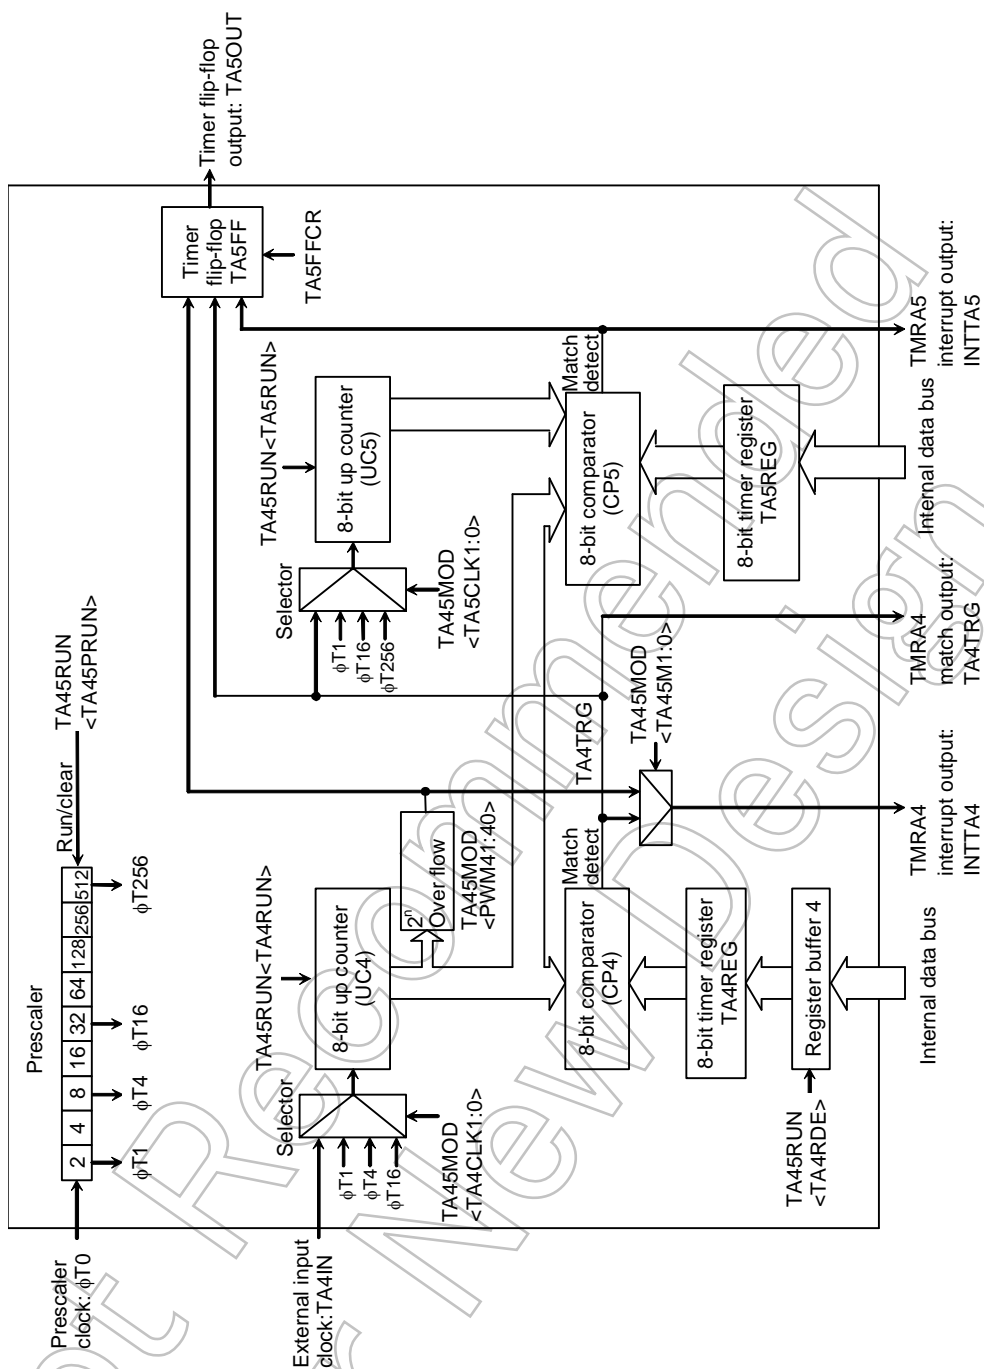 Prescaler
clock: ϕT0
Prescaler
2
4
8
16
32
64
128
256
512
Run/clear
TA45RUN
<TA45PRUN>
ϕT1
ϕT4
ϕT16
ϕT256
External input
clock:TA4IN
Selector
ϕT1
ϕT4
ϕT16
TA45MOD
<TA4CLK1:0>
TA45RUN<TA4RUN>
8-bit up counter
(UC4)
2n
Over flow
TA45MOD
<PWM41:40>
Selector
ϕT1
ϕT16
ϕT256
TA45MOD
<TA5CLK1:0>
TA45RUN<TA5RUN>
8-bit up counter
(UC5)
Timer
flip-flop
TA5FF
TA5FFCR
Timer flip-flop
output: TA5OUT
8-bit comparator
(CP4)
Match
detect
TA4TRG
8-bit comparator
(CP5)
Match
detect
8-bit timer register
TA4REG
TA45MOD
<TA45M1:0>
8-bit timer register
TA5REG
Register buffer 4
TA45RUN
<TA4RDE>
Internal data bus
TMRA4
interrupt output:
INTTA4
TMRA4
match output:
TA4TRG
Internal data bus
TMRA5
interrupt output:
INTTA5
Recommended
New Design